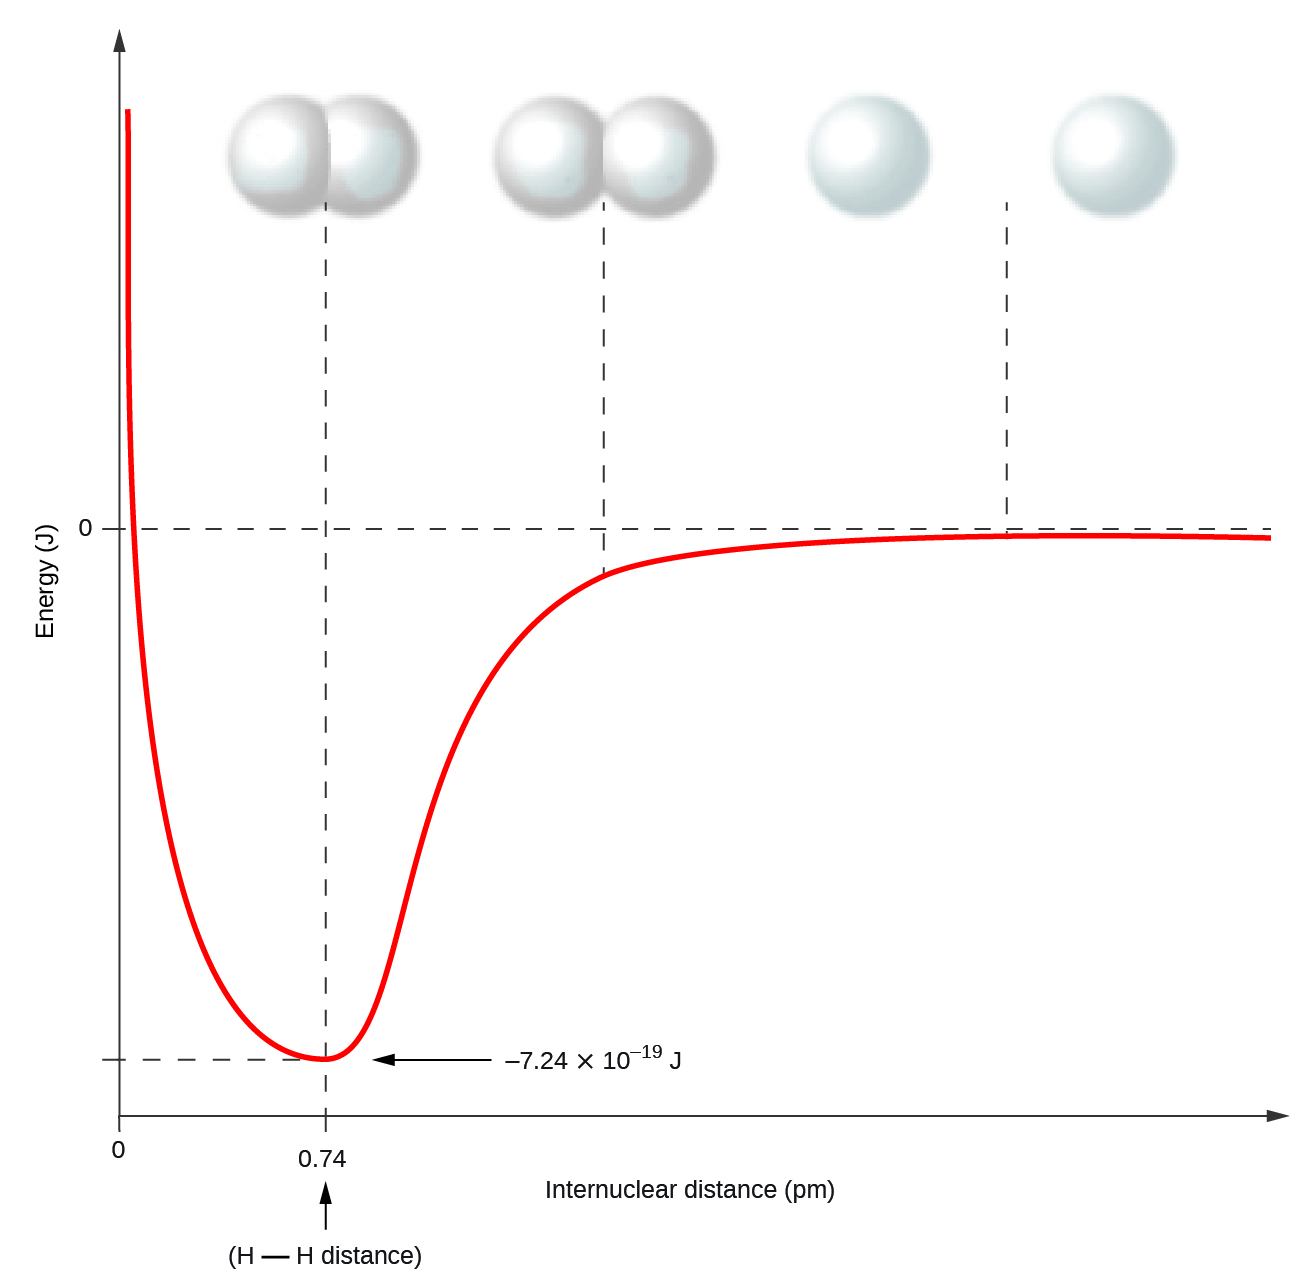 0
Energy (J)
–7.24 × 10⁻¹⁹ J
0
0.74
Internuclear distance (pm)
(H — H distance)